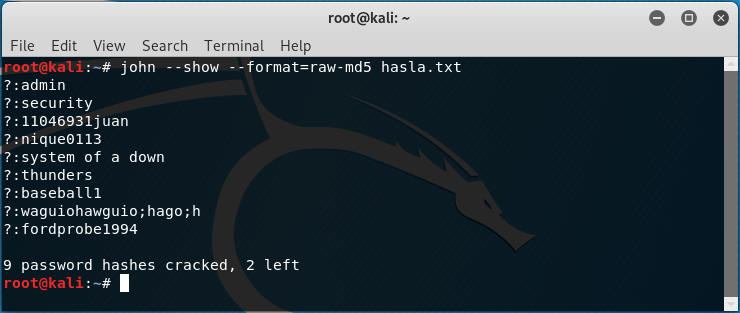 root@kali: ~
File Edit View Search Terminal Help
root@kali:~# john --show --format=raw-md5 hasla.txt
?:admin
?:security
?:11046931juan
?:nique0113
?:system of a down
?:thunders
?:baseball1
?:waguiohawguio;hago;h
?:fordprobe1994
9 password hashes cracked, 2 left
root@kali:~#